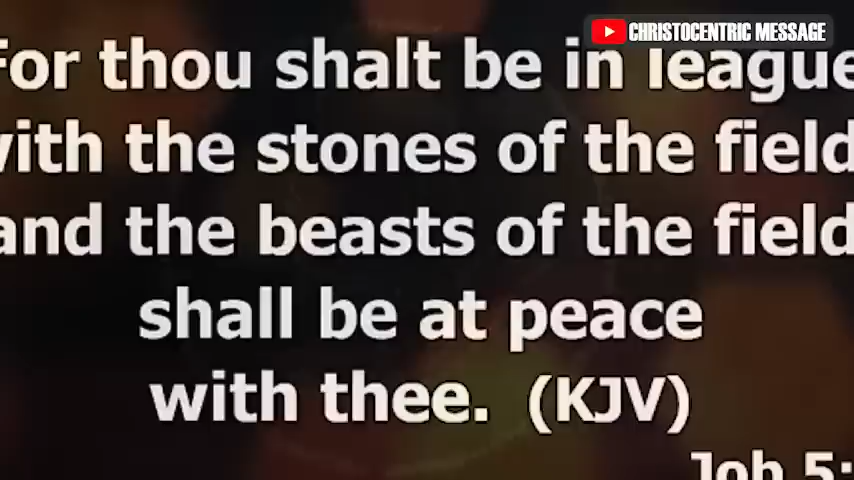 CHRISTOCENTRIC MESSAGE
For thou shalt be in league
with the stones of the field
and the beasts of the field
shall be at peace
with thee. (KJV)
Job 5: